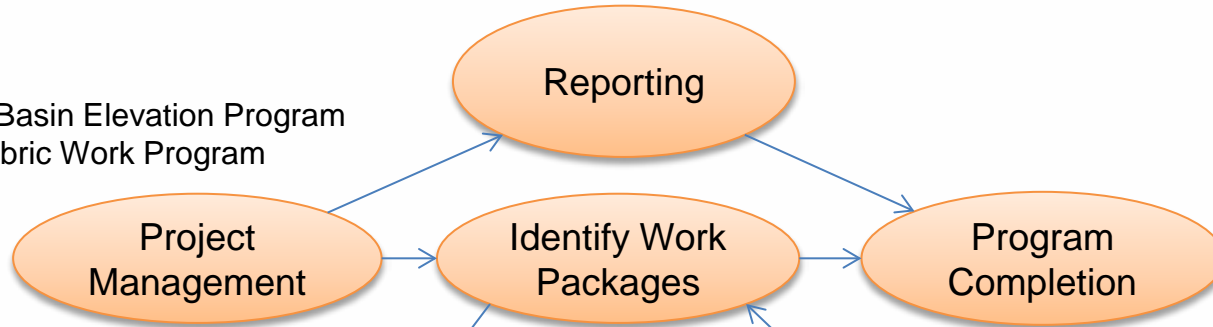 Reporting
Basin Elevation Program
Work Program
Project
Management
Identify Work
Packages
Program
Completion